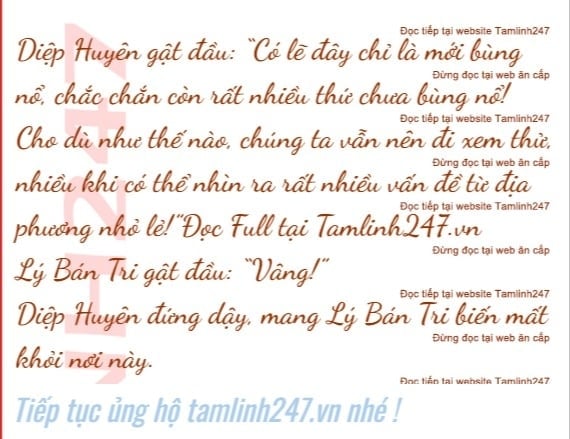 Đọc tiếp tại website Tamlinh247
Diệp Huyên gật đầu: “Có lẽ đây chỉ là mới bùng
Đừng đọc tại web ăn cắp
nổ, chắc chắn còn rất nhiều thứ chưa bùng nổ!
Đọc tiếp tại website Tamlinh247
Cho dù như thế nào, chúng ta vẫn nên đi xem thử,
Đừng đọc tại web ăn cắp
nhiều khi có thể nhìn ra rất nhiều vấn đề từ địa
Đọc tiếp tại website Tamlinh247
phương nhỏ lẻ!”Đọc Full tại Tamlinh247.vn
Đừng đọc tại web ăn cắp
Lý Bán Tri gật đầu: “Vâng!”
Đọc tiếp tại website Tamlinh247
Diệp Huyên đứng dậy, mang Lý Bán Tri biến mất
Đừng đọc tại web ăn cắp
khỏi nơi này.
Đọc tiếp tại website Tamlinh247
NH247
Tiếp tục ủng hộ tamlinh247.vn nhé !